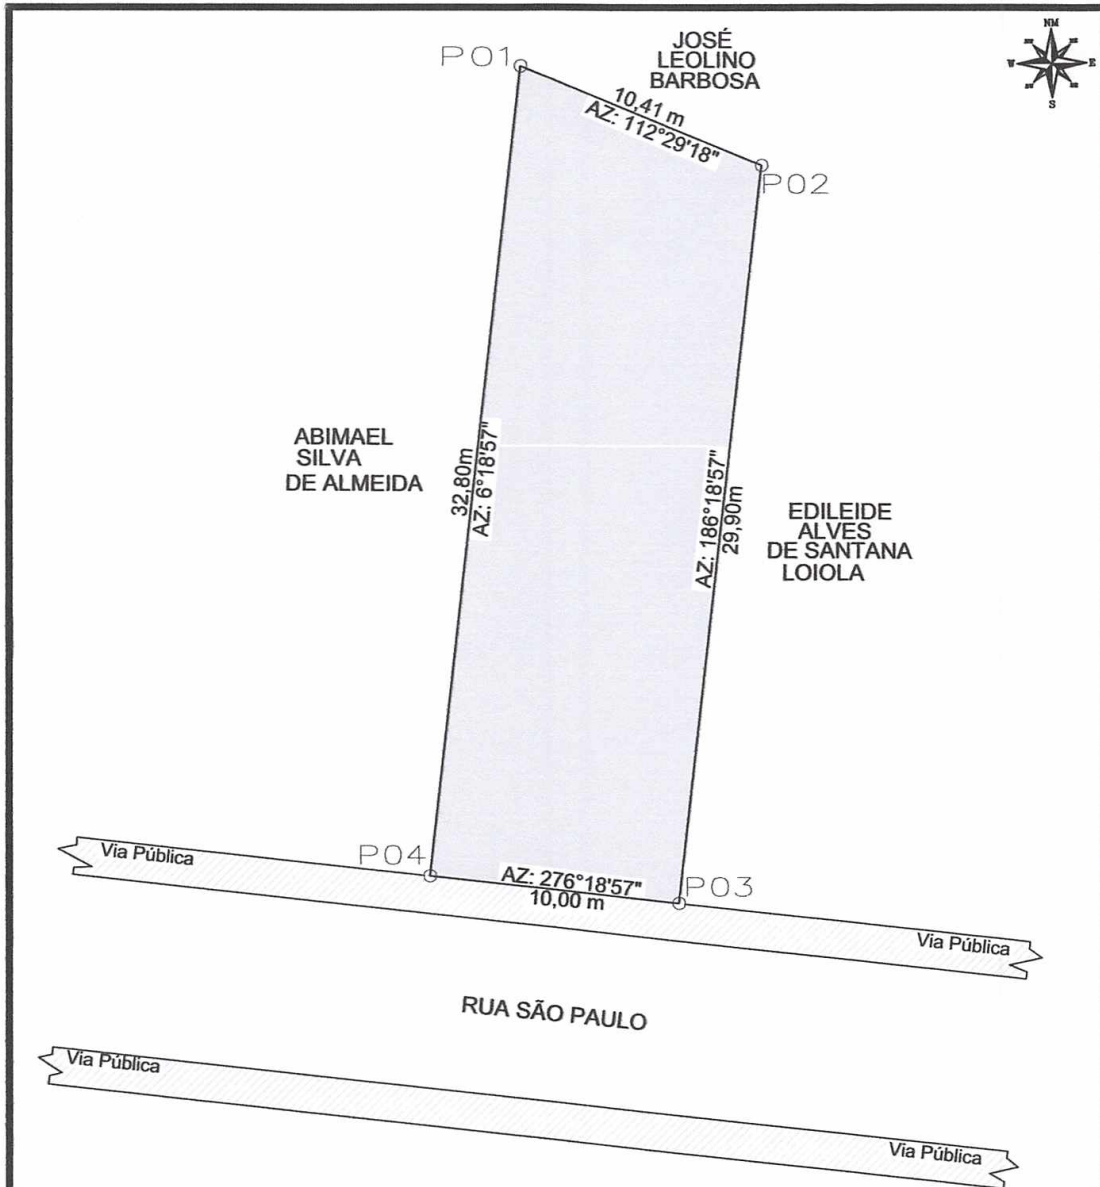 NM
W
E
S
P01
JOSÉ
LEOLINO
BARBOSA
10,41 m
AZ: 112°29'18"
P02
ABIMAEL
SILVA
DE ALMEIDA
32,80m
AZ: 6°18'57"
AZ: 186°18'57"
29,90m
EDILEIDE
ALVES
DE SANTANA
LOIOLA
Via Pública
P04
AZ: 276°18'57"
10,00 m
P03
Via Pública
RUA SÃO PAULO
Via Pública
Via Pública